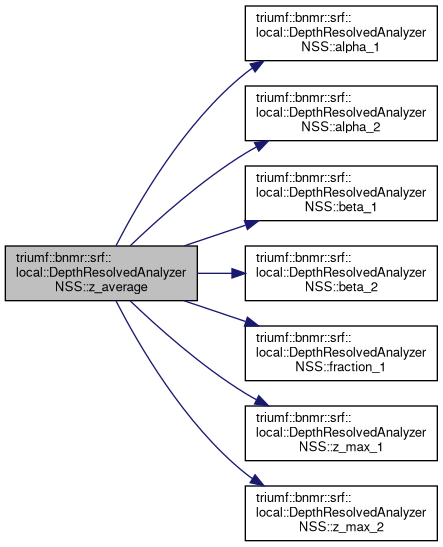 triumf::bnmr::srf::
local::DepthResolvedAnalyzer
NSS::z_average
triumf::bnmr::srf::
local::DepthResolvedAnalyzer
NSS::alpha_1
triumf::bnmr::srf::
local::DepthResolvedAnalyzer
NSS::alpha_2
triumf::bnmr::srf::
local::DepthResolvedAnalyzer
NSS::beta_1
triumf::bnmr::srf::
local::DepthResolvedAnalyzer
NSS::beta_2
triumf::bnmr::srf::
local::DepthResolvedAnalyzer
NSS::fraction_1
triumf::bnmr::srf::
local::DepthResolvedAnalyzer
NSS::z_max_1
triumf::bnmr::srf::
local::DepthResolvedAnalyzer
NSS::z_max_2